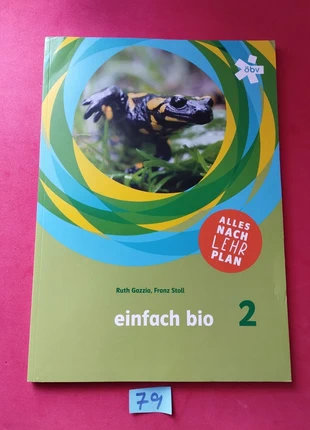 öbv
ALLES
NACH
LEHR
PLAN
Ruth Gazzia, Franz Stoll
einfach bio 2
79